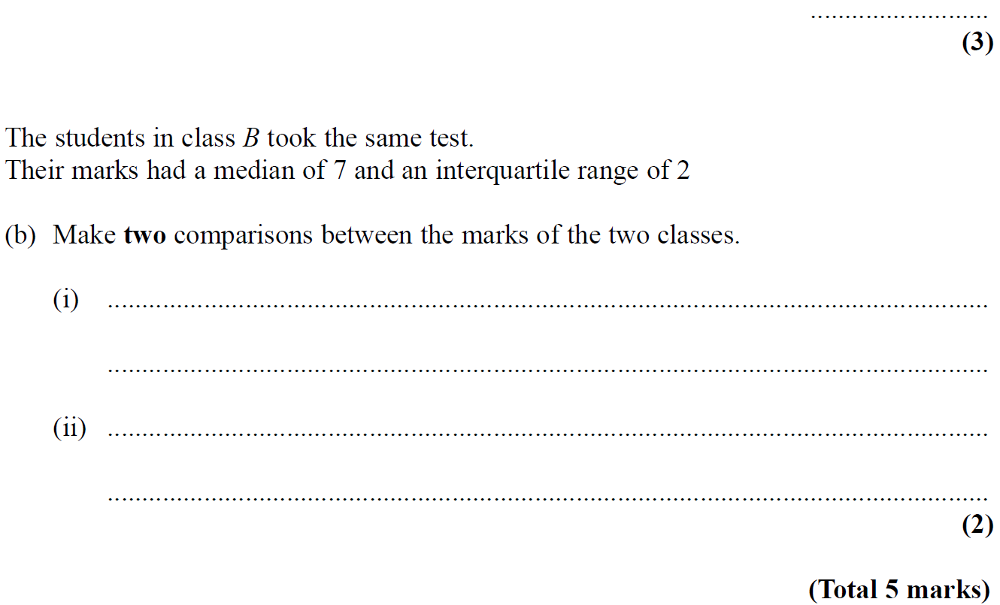 ..........................
(3)
The students in class B took the same test.
Their marks had a median of 7 and an interquartile range of 2
(b) Make two comparisons between the marks of the two classes.
(i) ..............................................................................................................................
..............................................................................................................................
(ii) ..............................................................................................................................
..............................................................................................................................
(2)
(Total 5 marks)